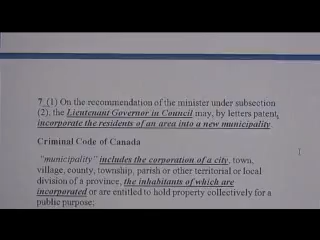 7 (1) On the recommendation of the minister under subsection
(2), the Lieutenant Governor in Council may, by letters patent,
incorporate the residents of an area into a new municipality.
Criminal Code of Canada
"municipality" includes the corporation of a city, town,
village, county, township, parish or other territorial or local
division of a province, the inhabitants of which are
incorporated or are entitled to hold property collectively for a
public purpose;